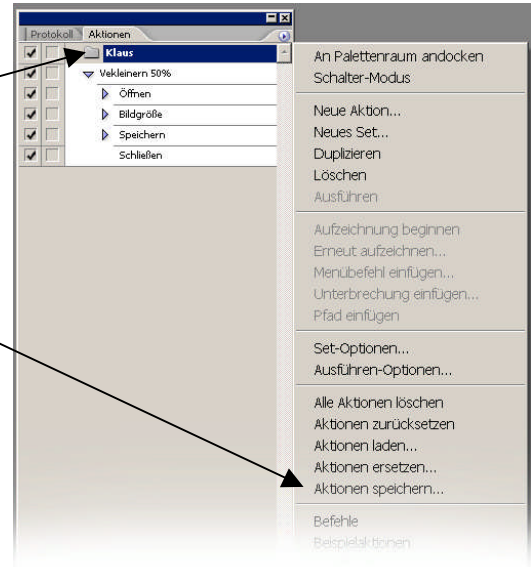 Protokoll Aktionen
Klaus
Vekleinern 50%
Öffnen
Bildgröße
Speichern
Schließen
An Palettenraum andocken
Schalter-Modus
Neue Aktion...
Neues Set...
Duplizieren
Löschen
Ausführen
Aufzeichnung beginnen
Erneut aufzeichnen...
Menübefehl einfügen...
Unterbrechung einfügen...
Pfad einfügen
Set-Optionen...
Ausführen-Optionen...
Alle Aktionen löschen
Aktionen zurücksetzen
Aktionen laden...
Aktionen ersetzen...
Aktionen speichern...
Befehle
Beispielaktionen